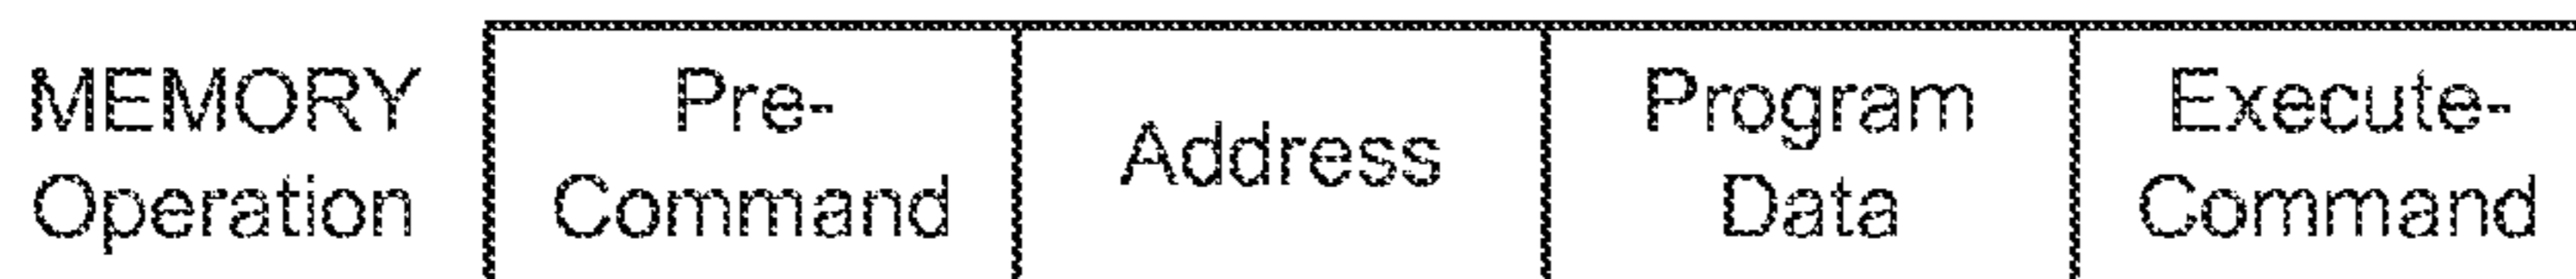 MEMORY
Operation
Pre-
Command
Address
Program
Data
Execute-
Command